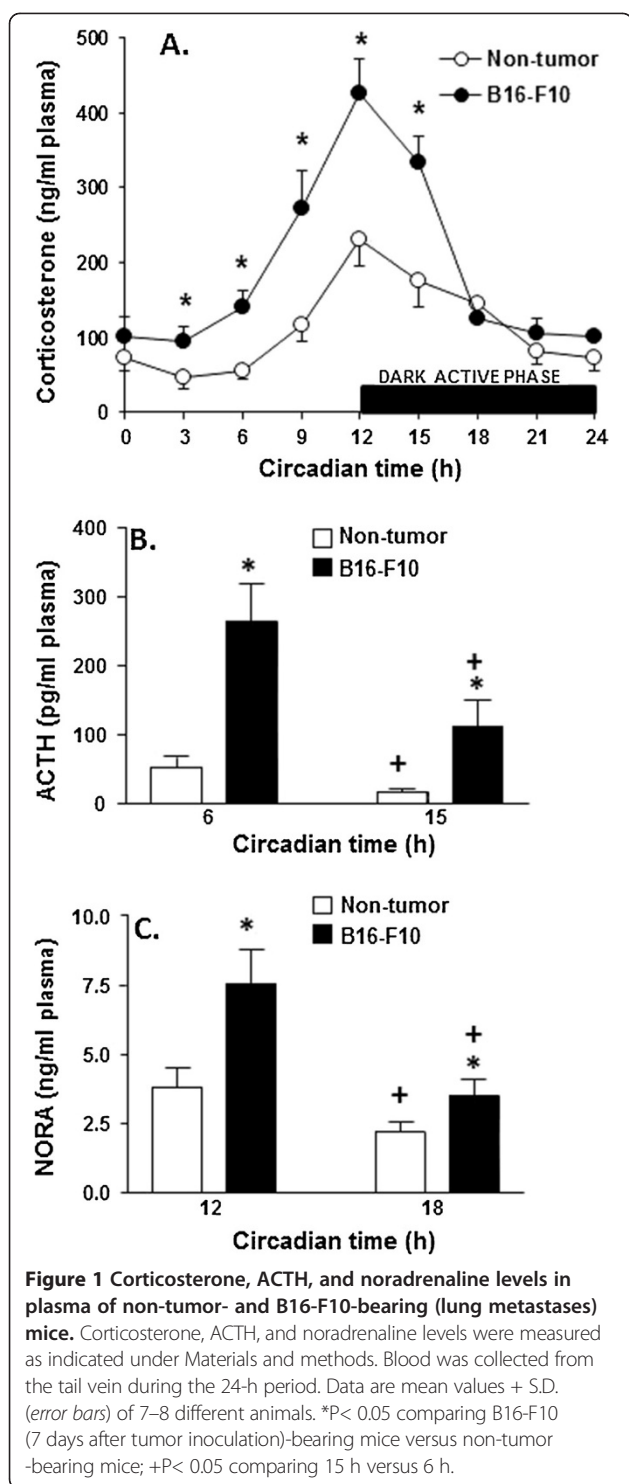 A.
Non-tumor
B16-F10
500
400
300
200
100
0
Corticosterone (ng/ml plasma)
* * * * *
DARK ACTIVE PHASE
0 3 6 9 12 15 18 21 24
Circadian time (h)
B.
Non-tumor
B16-F10
400
300
200
100
0
ACTH (pg/ml plasma)
*
+
+
*
6 15
Circadian time (h)
C.
Non-tumor
B16-F10
10.0
7.5
5.0
2.5
0.0
NORA (ng/ml plasma)
*
+
+
*
12 18
Circadian time (h)
Figure 1 Corticosterone, ACTH, and noradrenaline levels in
plasma of non-tumor- and B16-F10-bearing (lung metastases)
mice. Corticosterone, ACTH, and noradrenaline levels were measured
as indicated under Materials and methods. Blood was collected from
the tail vein during the 24-h period. Data are mean values + S.D.
(error bars) of 7–8 different animals. *P< 0.05 comparing B16-F10
(7 days after tumor inoculation)-bearing mice versus non-tumor
-bearing mice; +P< 0.05 comparing 15 h versus 6 h.